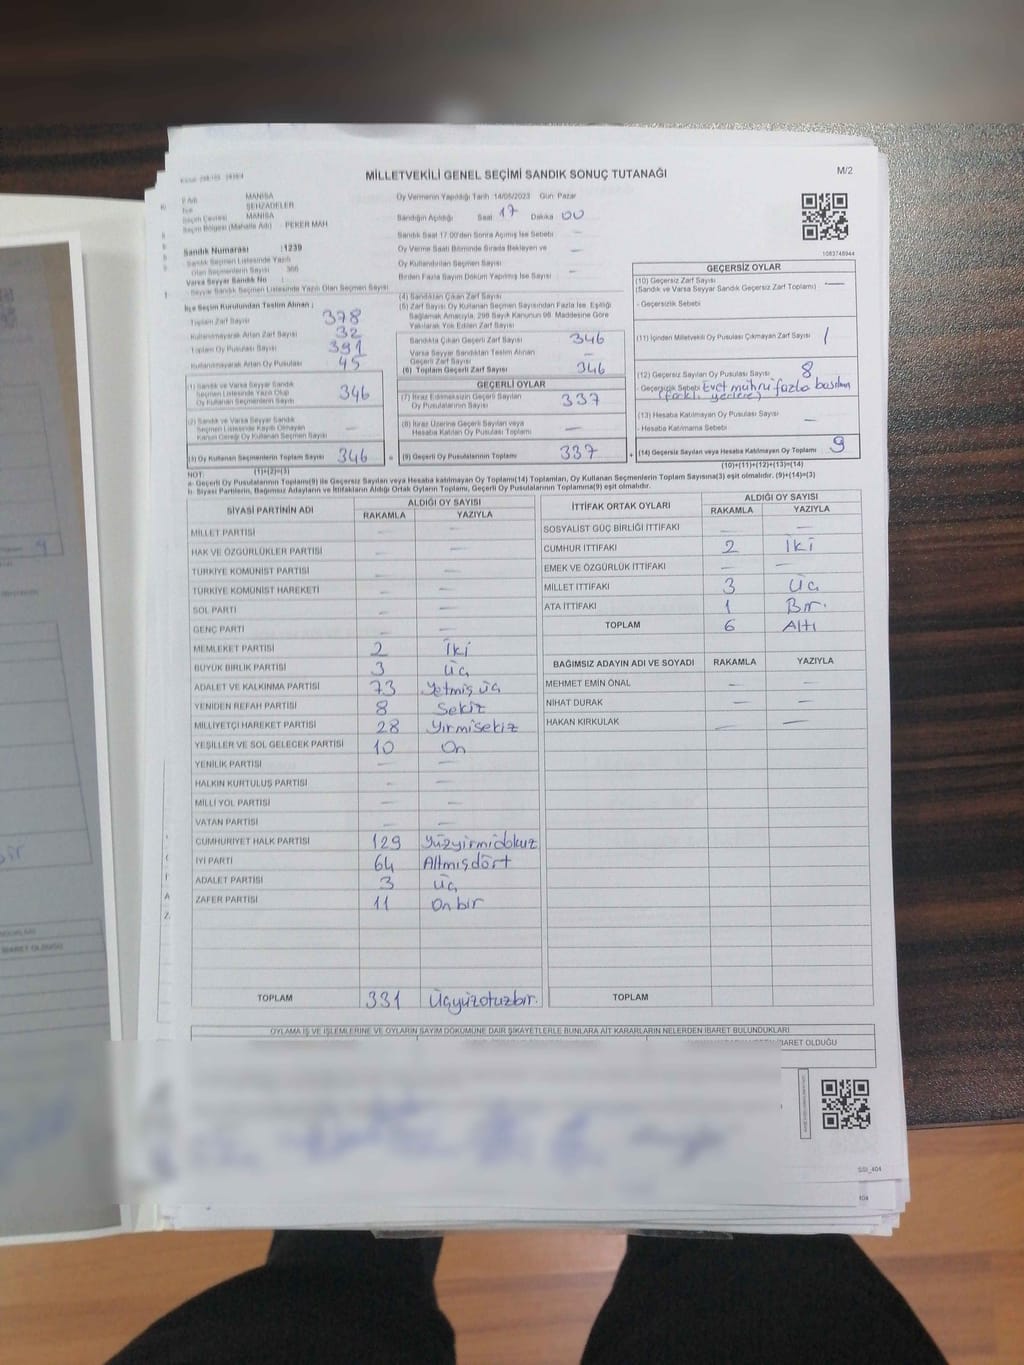 MİLLETVEKİLİ GENEL SEÇİMİ SANDIK SONUÇ TUTANAĞI
M/2
MANİSA
ŞEHZADELER
MANİSA
Seçim Bölgesi (Mahalle Adı) : PEKER MAH
Sandık Numarası :1239
Sandık Seçmen Listesinde Yazılı
Olan Seçmenlerin Sayısı
Varsa Seyyar Sandık No :
Seyyar Sandık Seçmen Listesinde Yazılı Olan Seçmen Sayısı
Oy Vermenin Yapıldığı Tarih :14/05/2023 Gün: Pazar
Sandığın Açıldığı Saat 17 Dakika 00
Sandık Saat 17.00'den Sonra Açılmış İse Sebebi : —
Oy Verme Saati Bitiminde Sırada Bekleyen ve
Oy Kullandırılan Seçmen Sayısı : —
Birden Fazla Sayım Döküm Yapılmış İse Sayısı : —
1083748944
İlçe Seçim Kurulundan Teslim Alınan ;
Toplam Zarf Sayısı 378
Kullanılmayarak Artan Zarf Sayısı 32
Toplam Oy Pusulası Sayısı 391
Kullanılmayarak Artan Oy Pusulası 45
(1) Sandık ve Varsa Seyyar Sandık
Seçmen Listesinde Yazılı Olup
Oy Kullanan Seçmenlerin Sayısı 346
(2) Sandık ve Varsa Seyyar Sandık
Seçmen Listesinde Kayıtlı Olmayan
Kanun Gereği Oy Kullanan Seçmen Sayısı —
(3) Oy Kullanan Seçmenlerin Toplam Sayısı 346 =
(1)+(2)=(3)
(4) Sandıktan Çıkan Zarf Sayısı
(5) Zarf Sayısı Oy Kullanan Seçmen Sayısından Fazla İse, Eşitliği
Sağlamak Amacıyla, 298 Sayılı Kanunun 98. Maddesine Göre
Yakılarak Yok Edilen Zarf Sayısı
Sandıkta Çıkan Geçerli Zarf Sayısı 346
Varsa Seyyar Sandıktan Teslim Alınan
Geçerli Zarf Sayısı —
(6) Toplam Geçerli Zarf Sayısı 346
GEÇERLİ OYLAR
(7) İtiraz Edilmeksizin Geçerli Sayılan
Oy Pusulalarının Sayısı 337
(8) İtiraz Üzerine Geçerli Sayılan veya
Hesaba Katılan Oy Pusulası Toplamı —
(9) Geçerli Oy Pusulalarının Toplamı 337 +
GEÇERSİZ OYLAR
(10) Geçersiz Zarf Sayısı
(Sandık ve Varsa Seyyar Sandık Geçersiz Zarf Toplamı) —
- Geçersizlik Sebebi
(11) İçinden Milletvekili Oy Pusulası Çıkmayan Zarf Sayısı 1
(12) Geçersiz Sayılan Oy Pusulası Sayısı 8
- Geçersizlik Sebebi Evet mührü fazla basılan
(farklı yerlere)
(13) Hesaba Katılmayan Oy Pusulası Sayısı —
- Hesaba Katılmama Sebebi —
(14) Geçersiz Sayılan veya Hesaba Katılmayan Oy Toplamı 9
(10)+(11)+(12)+(13)=(14)
NOT:
a- Geçerli Oy Pusulalarının Toplamı(9) ile Geçersiz Sayılan veya Hesaba katılmayan Oy Toplamı(14) Toplamları, Oy Kullanan Seçmenlerin Toplam Sayısına(3) eşit olmalıdır. (9)+(14)=(3)
b- Siyasi Partilerin, Bağımsız Adayların ve İttifakların Aldığı Ortak Oyların Toplamı, Geçerli Oy Pusulalarının Toplamına(9) eşit olmalıdır.
SİYASİ PARTİNİN ADI ALDIĞI OY SAYISI
RAKAMLA YAZIYLA
MİLLET PARTİSİ — —
HAK VE ÖZGÜRLÜKLER PARTİSİ — —
TÜRKİYE KOMÜNİST PARTİSİ — —
TÜRKİYE KOMÜNİST HAREKETİ — —
SOL PARTİ — —
GENÇ PARTİ — —
MEMLEKET PARTİSİ 2 İki
BÜYÜK BİRLİK PARTİSİ 3 Üç
ADALET VE KALKINMA PARTİSİ 73 Yetmiş üç
YENİDEN REFAH PARTİSİ 8 Sekiz
MİLLİYETÇİ HAREKET PARTİSİ 28 Yirmisekiz
YEŞİLLER VE SOL GELECEK PARTİSİ 10 On
YENİLİK PARTİSİ — —
HALKIN KURTULUŞ PARTİSİ — —
MİLLİ YOL PARTİSİ — —
VATAN PARTİSİ — —
CUMHURİYET HALK PARTİSİ 129 Yüzyirmidokuz
İYİ PARTİ 64 Altmışdört
ADALET PARTİSİ 3 Üç
ZAFER PARTİSİ 11 Onbir
TOPLAM 331 Üçyüzotuzbir.
İTTİFAK ORTAK OYLARI ALDIĞI OY SAYISI
RAKAMLA YAZIYLA
SOSYALİST GÜÇ BİRLİĞİ İTTİFAKI — —
CUMHUR İTTİFAKI 2 İki
EMEK VE ÖZGÜRLÜK İTTİFAKI — —
MİLLET İTTİFAKI 3 Üç
ATA İTTİFAKI 1 Bir.
TOPLAM 6 Altı
BAĞIMSIZ ADAYIN ADI VE SOYADI RAKAMLA YAZIYLA
MEHMET EMİN ÖNAL — —
NİHAT DURAK — —
HAKAN KIRKULAK — —
TOPLAM
OYLAMA İŞ VE İŞLEMLERİNE VE OYLARIN SAYIM DÖKÜMÜNE DAİR ŞİKAYETLERLE BUNLARA AİT KARARLARIN NELERDEN İBARET BULUNDUKLARI
İBARET OLDUĞU
SSI_404